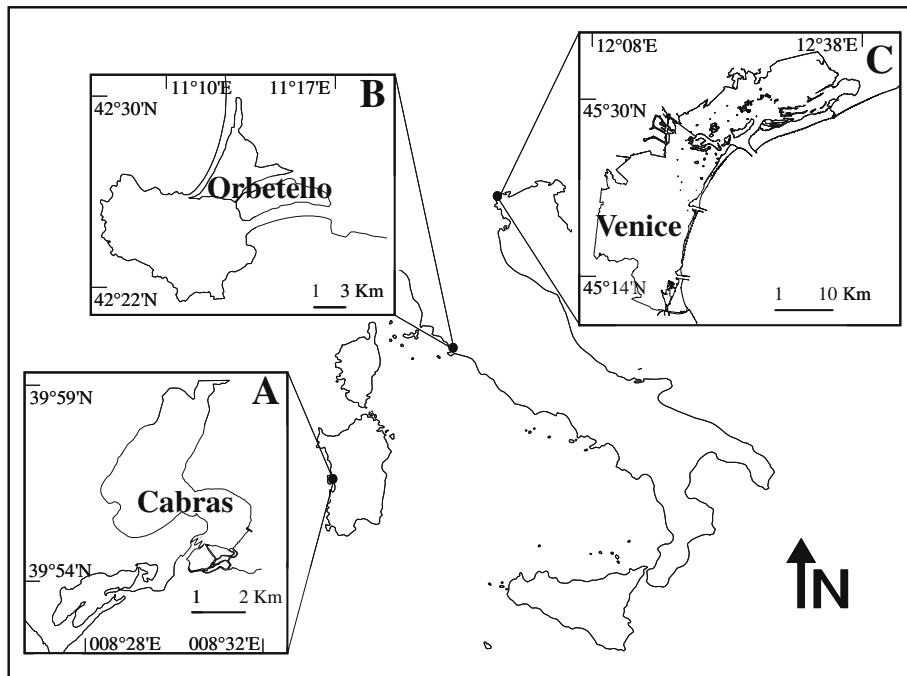 12°08'E 12°38'E
C
45°30'N
Venice
45°14'N
1 10 Km
11°10'E 11°17'E
B
42°30'N
Orbetello
42°22'N
1 3 Km
A
39°59'N
Cabras
39°54'N
1 2 Km
008°28'E 008°32'E
N